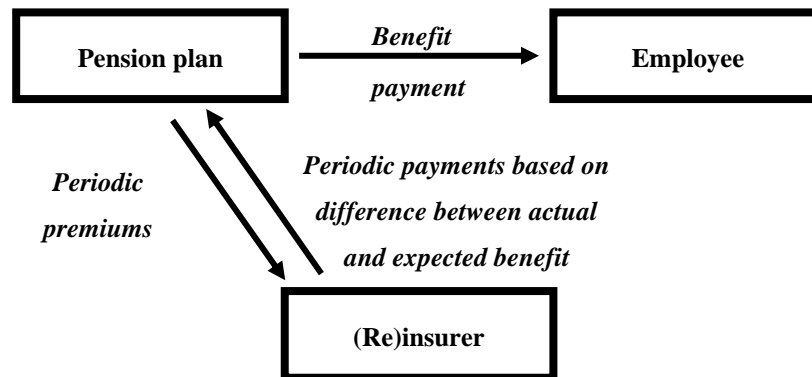 Pension plan
Benefit
payment
Employee
Periodic
premiums
Periodic payments based on
difference between actual
and expected benefit
(Re)insurer